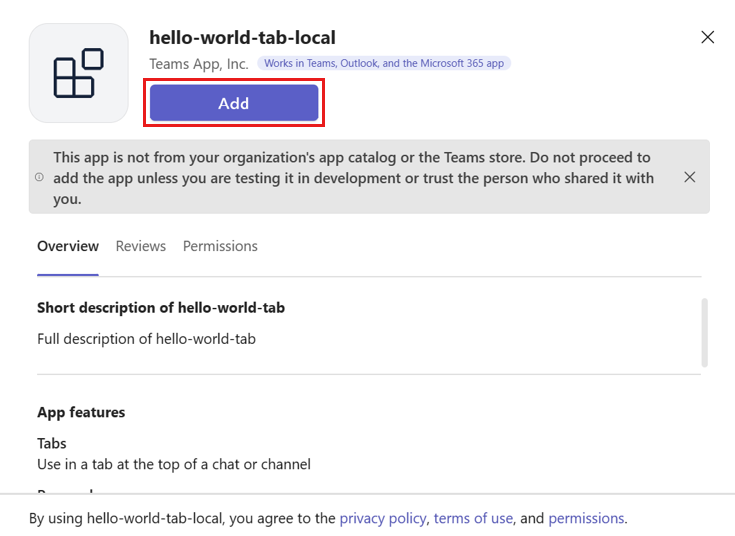 hello-world-tab-local
Teams App, Inc. Works in Teams, Outlook, and the Microsoft 365 app
Add
This app is not from your organization's app catalog or the Teams store. Do not proceed to
add the app unless you are testing it in development or trust the person who shared it with
you.
Overview Reviews Permissions
Short description of hello-world-tab
Full description of hello-world-tab
App features
Tabs
Use in a tab at the top of a chat or channel
By using hello-world-tab-local, you agree to the privacy policy, terms of use, and permissions.